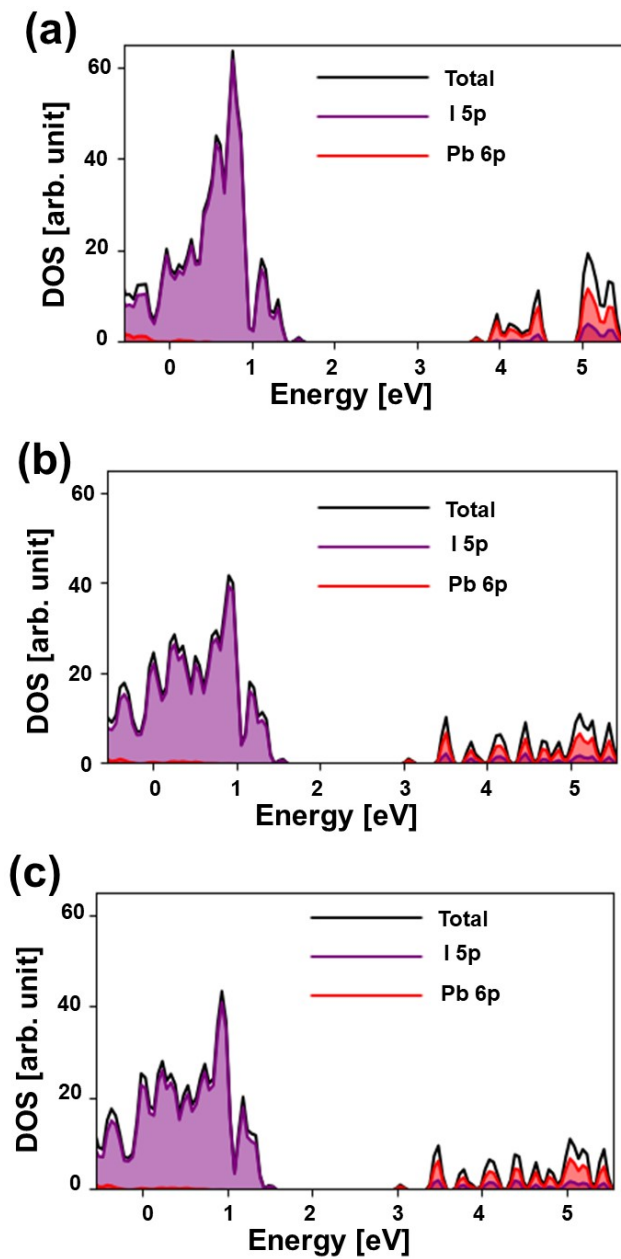 (a)
60
40
20
0
DOS [arb. unit]
Total
I 5p
Pb 6p
0 1 2 3 4 5
Energy [eV]
(b)
60
40
20
0
DOS [arb. unit]
Total
I 5p
Pb 6p
0 1 2 3 4 5
Energy [eV]
(c)
60
40
20
0
DOS [arb. unit]
Total
I 5p
Pb 6p
0 1 2 3 4 5
Energy [eV]